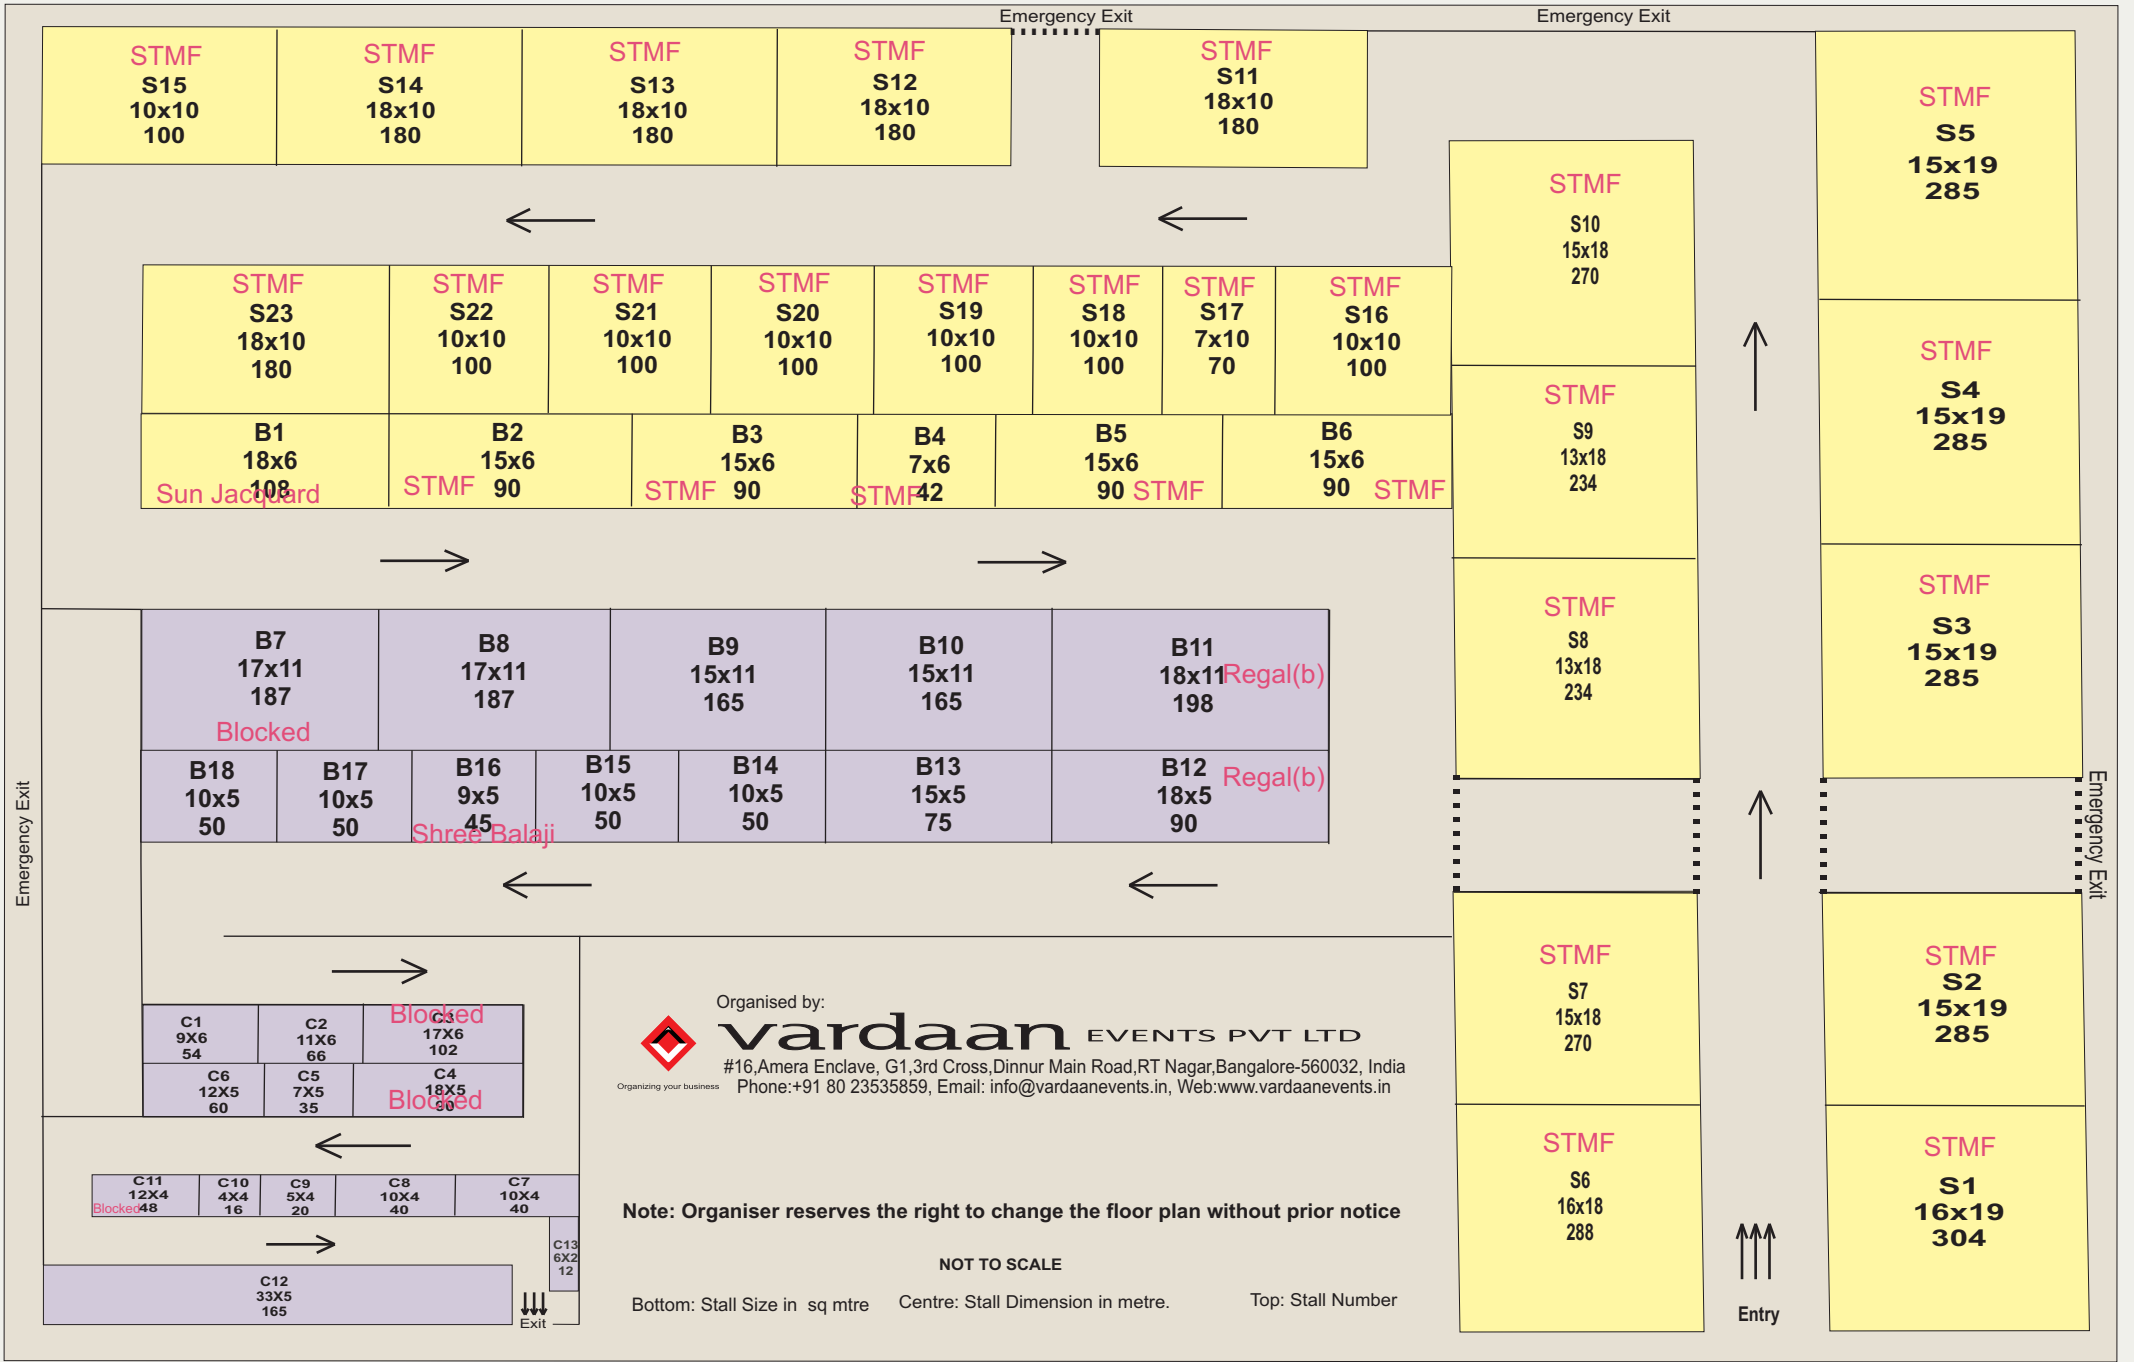 Emergency Exit
Emergency Exit
STMF
S15
10x10
100
STMF
S14
18x10
180
STMF
S13
18x10
180
STMF
S12
18x10
180
STMF
S11
18x10
180
STMF
S5
15x19
285
STMF
S10
15x18
270
STMF
S23
18x10
180
STMF
S22
10x10
100
STMF
S21
10x10
100
STMF
S20
10x10
100
STMF
S19
10x10
100
STMF
S18
10x10
100
STMF
S17
7x10
70
STMF
S16
10x10
100
STMF
S4
15x19
285
STMF
S9
13x18
234
B1
18x6
108
Sun Jacquard
B2
15x6
STMF 90
B3
15x6
STMF 90
B4
7x6
STMF 42
B5
15x6
90 STMF
B6
15x6
90 STMF
STMF
S8
13x18
234
STMF
S3
15x19
285
B7
17x11
187
Blocked
B8
17x11
187
B9
15x11
165
B10
15x11
165
B11
18x11 Regal(b)
198
B18
10x5
50
B17
10x5
50
B16
9x5
45
Shree Balaji
B15
10x5
50
B14
10x5
50
B13
15x5
75
B12 Regal(b)
18x5
90
Emergency Exit
Emergency Exit
STMF
S7
15x18
270
STMF
S2
15x19
285
C1
9X6
54
C2
11X6
66
Blocked
C3
17X6
102
C6
12X5
60
C5
7X5
35
C4
18X5
Blocked
90
Organised by:
vardaan EVENTS PVT LTD
#16,Amera Enclave, G1,3rd Cross,Dinnur Main Road,RT Nagar,Bangalore-560032, India
Organizing your business
Phone:+91 80 23535859, Email: info@vardaanevents.in, Web:www.vardaanevents.in
STMF
S6
16x18
288
STMF
S1
16x19
304
C11
12X4
Blocked 48
C10
4X4
16
C9
5X4
20
C8
10X4
40
C7
10X4
40
C13
6X2
12
C12
33X5
165
Exit
Entry
Note: Organiser reserves the right to change the floor plan without prior notice
NOT TO SCALE
Bottom: Stall Size in sq mtre Centre: Stall Dimension in metre. Top: Stall Number